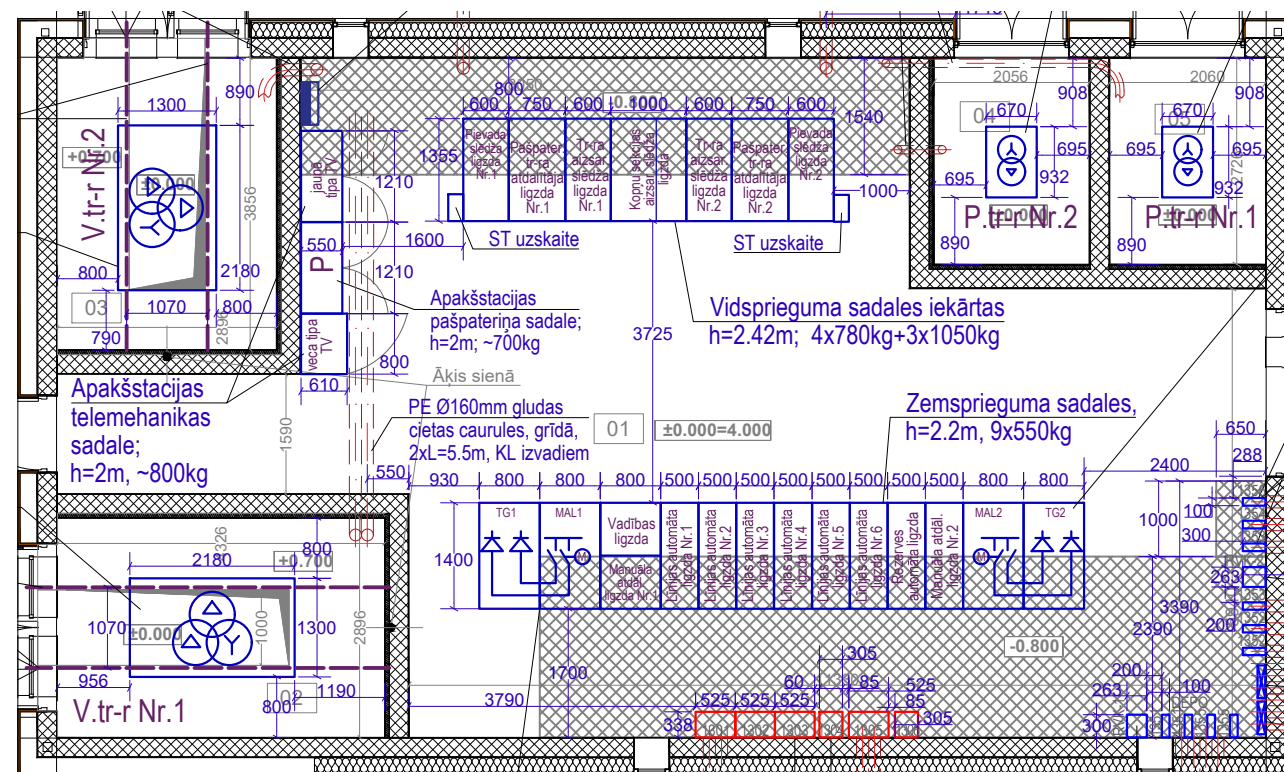 1300
890
V.tr-r Nr.2
+0.700
±0.000
3856
800
2180
03
1070
800
790
2896
Apakšstacijas
telemehanikas
sadale;
h=2m, ~800kg
jauna
tipa TV
550
P
veca tipa
TV
610
1210
1210
800
1600
800
600
750
600
1000
600
750
600
-0.800
1355
Pievada
slēdža
ligzda
Nr.1
Pašpater.
tr-ra
atdalītāja
ligzda
Nr.1
Tr-ra
aizsar.
slēdža
ligzda
Nr.1
Kopņu sekcijas
aizsar. slēdža
ligzda
Tr-ra
aizsar.
slēdža
ligzda
Nr.2
Pašpater.
tr-ra
atdalītāja
ligzda
Nr.2
Pievada
slēdža
ligzda
Nr.2
1540
1000
ST uzskaite
ST uzskaite
Apakšstacijas
pašpateriņa sadale;
h=2m; ~700kg
3725
Vidsprieguma sadales iekārtas
h=2.42m; 4x780kg+3x1050kg
2056
908
04
670
695
695
932
P.tr-r Nr.2
890
2060
908
05
670
695
695
932
P.tr-r Nr.1
±0.000
890
Āķis sienā
PE Ø160mm gludas
cietas caurules, grīdā,
2xL=5.5m, KL izvadiem
01
±0.000=4.000
1590
550
Zemsprieguma sadales,
h=2.2m, 9x550kg
650
288
2400
930
800
800
800
500
500
500
500
500
500
500
500
800
800
1400
TG1
MAL1
M
Vadības
ligzda
Manuāla
atdāl.
ligzda Nr.1
Līnijas automāta
ligzda Nr.1
Līnijas automāta
ligzda Nr.2
Līnijas automāta
ligzda Nr.3
Līnijas automāta
ligzda Nr.4
Līnijas automāta
ligzda Nr.5
Līnijas automāta
ligzda Nr.6
Rezerves
automāta ligzda
Manuāla atdāl.
ligzda Nr.2
MAL2
M
TG2
1000
100
300
263
3390
2390
200
-0.800
1700
3790
305
60
85
525
525
525
525
85
305
338
200
263
100
300
2180
800
+0.700
1070
±0.000
1000
1300
2896
956
1190
800
02
V.tr-r Nr.1